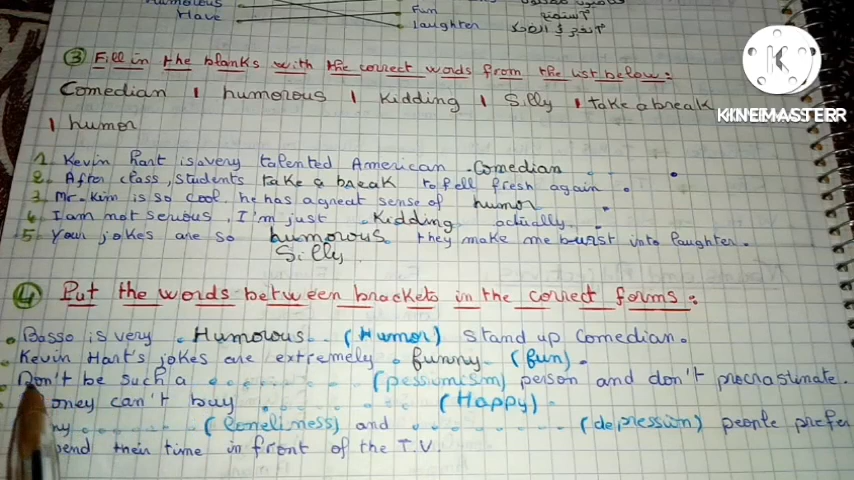 Humorous
Have
Fun
laughter
③ Fill in the blanks with the correct words from the list below:
Comedian | humorous | Kidding | Silly | take a break
| humor
1. Kevin hart is a very talented American .Comedian . .
2. After class, students take a break to fell fresh again .
3. Mr. Kim is so cool, he has a great sense of humor .
4. I am not serious, I'm just .Kidding actually .
5. Your jokes are so humorous. they make me burst into laughter.
Silly
④ Put the words between brackets in the correct forms:
. Basso is very . Humorous. . (Humor) stand up comedian.
. Kevin Hart's jokes are extremely . funny. (fun).
. Don't be such a . . . . . . . . (pessimism) person and don't procrastinate.
oney can't buy . . . . . . . . (Happy).
ny . . . . . . . (loneliness) and . . . . . . . . (depression) people prefer
pend their time in front of the T.V.
K
KINEMASTER